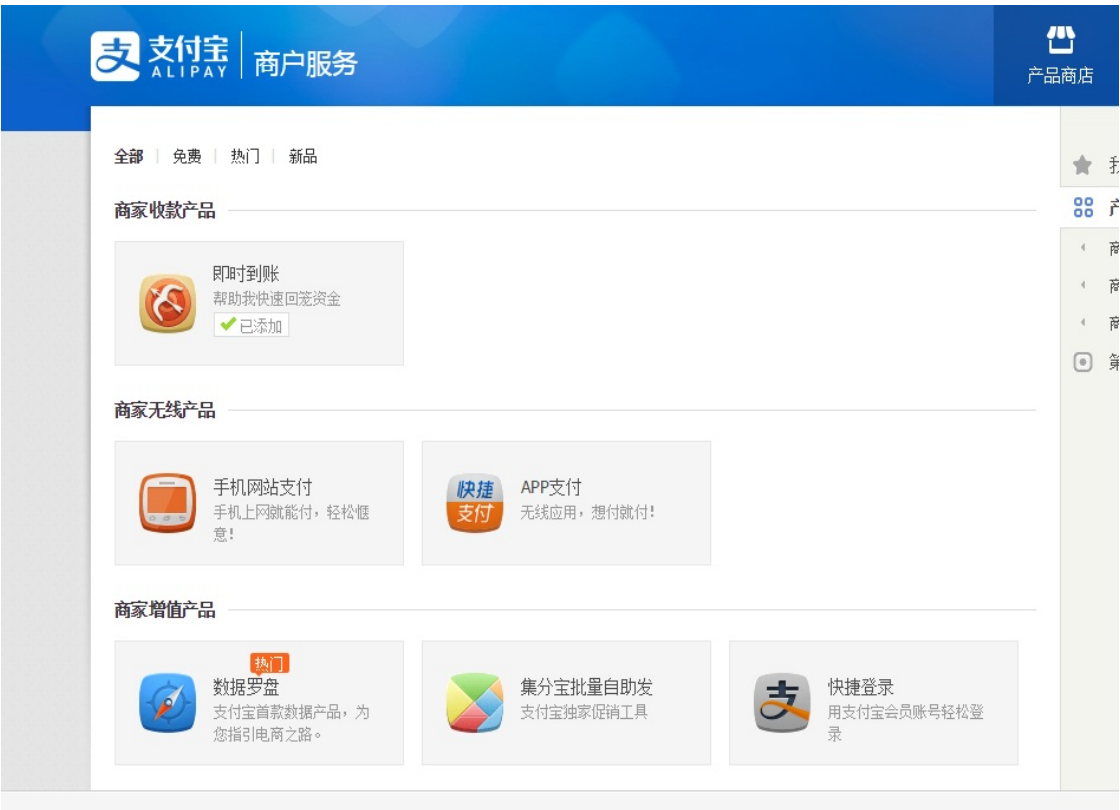 支付宝
ALIPAY
商户服务
产品商店
全部 免费 热门 新品
商家收款产品
即时到账
帮助我快速回笼资金
已添加
商家无线产品
手机网站支付
手机上网就能付，轻松惬
意！
快捷
支付
APP支付
无线应用，想付就付！
商家增值产品
热门
数据罗盘
支付宝首款数据产品，为
您指引电商之路。
集分宝批量自助发
支付宝独家促销工具
快捷登录
用支付宝会员账号轻松登
录
商
商
商
第